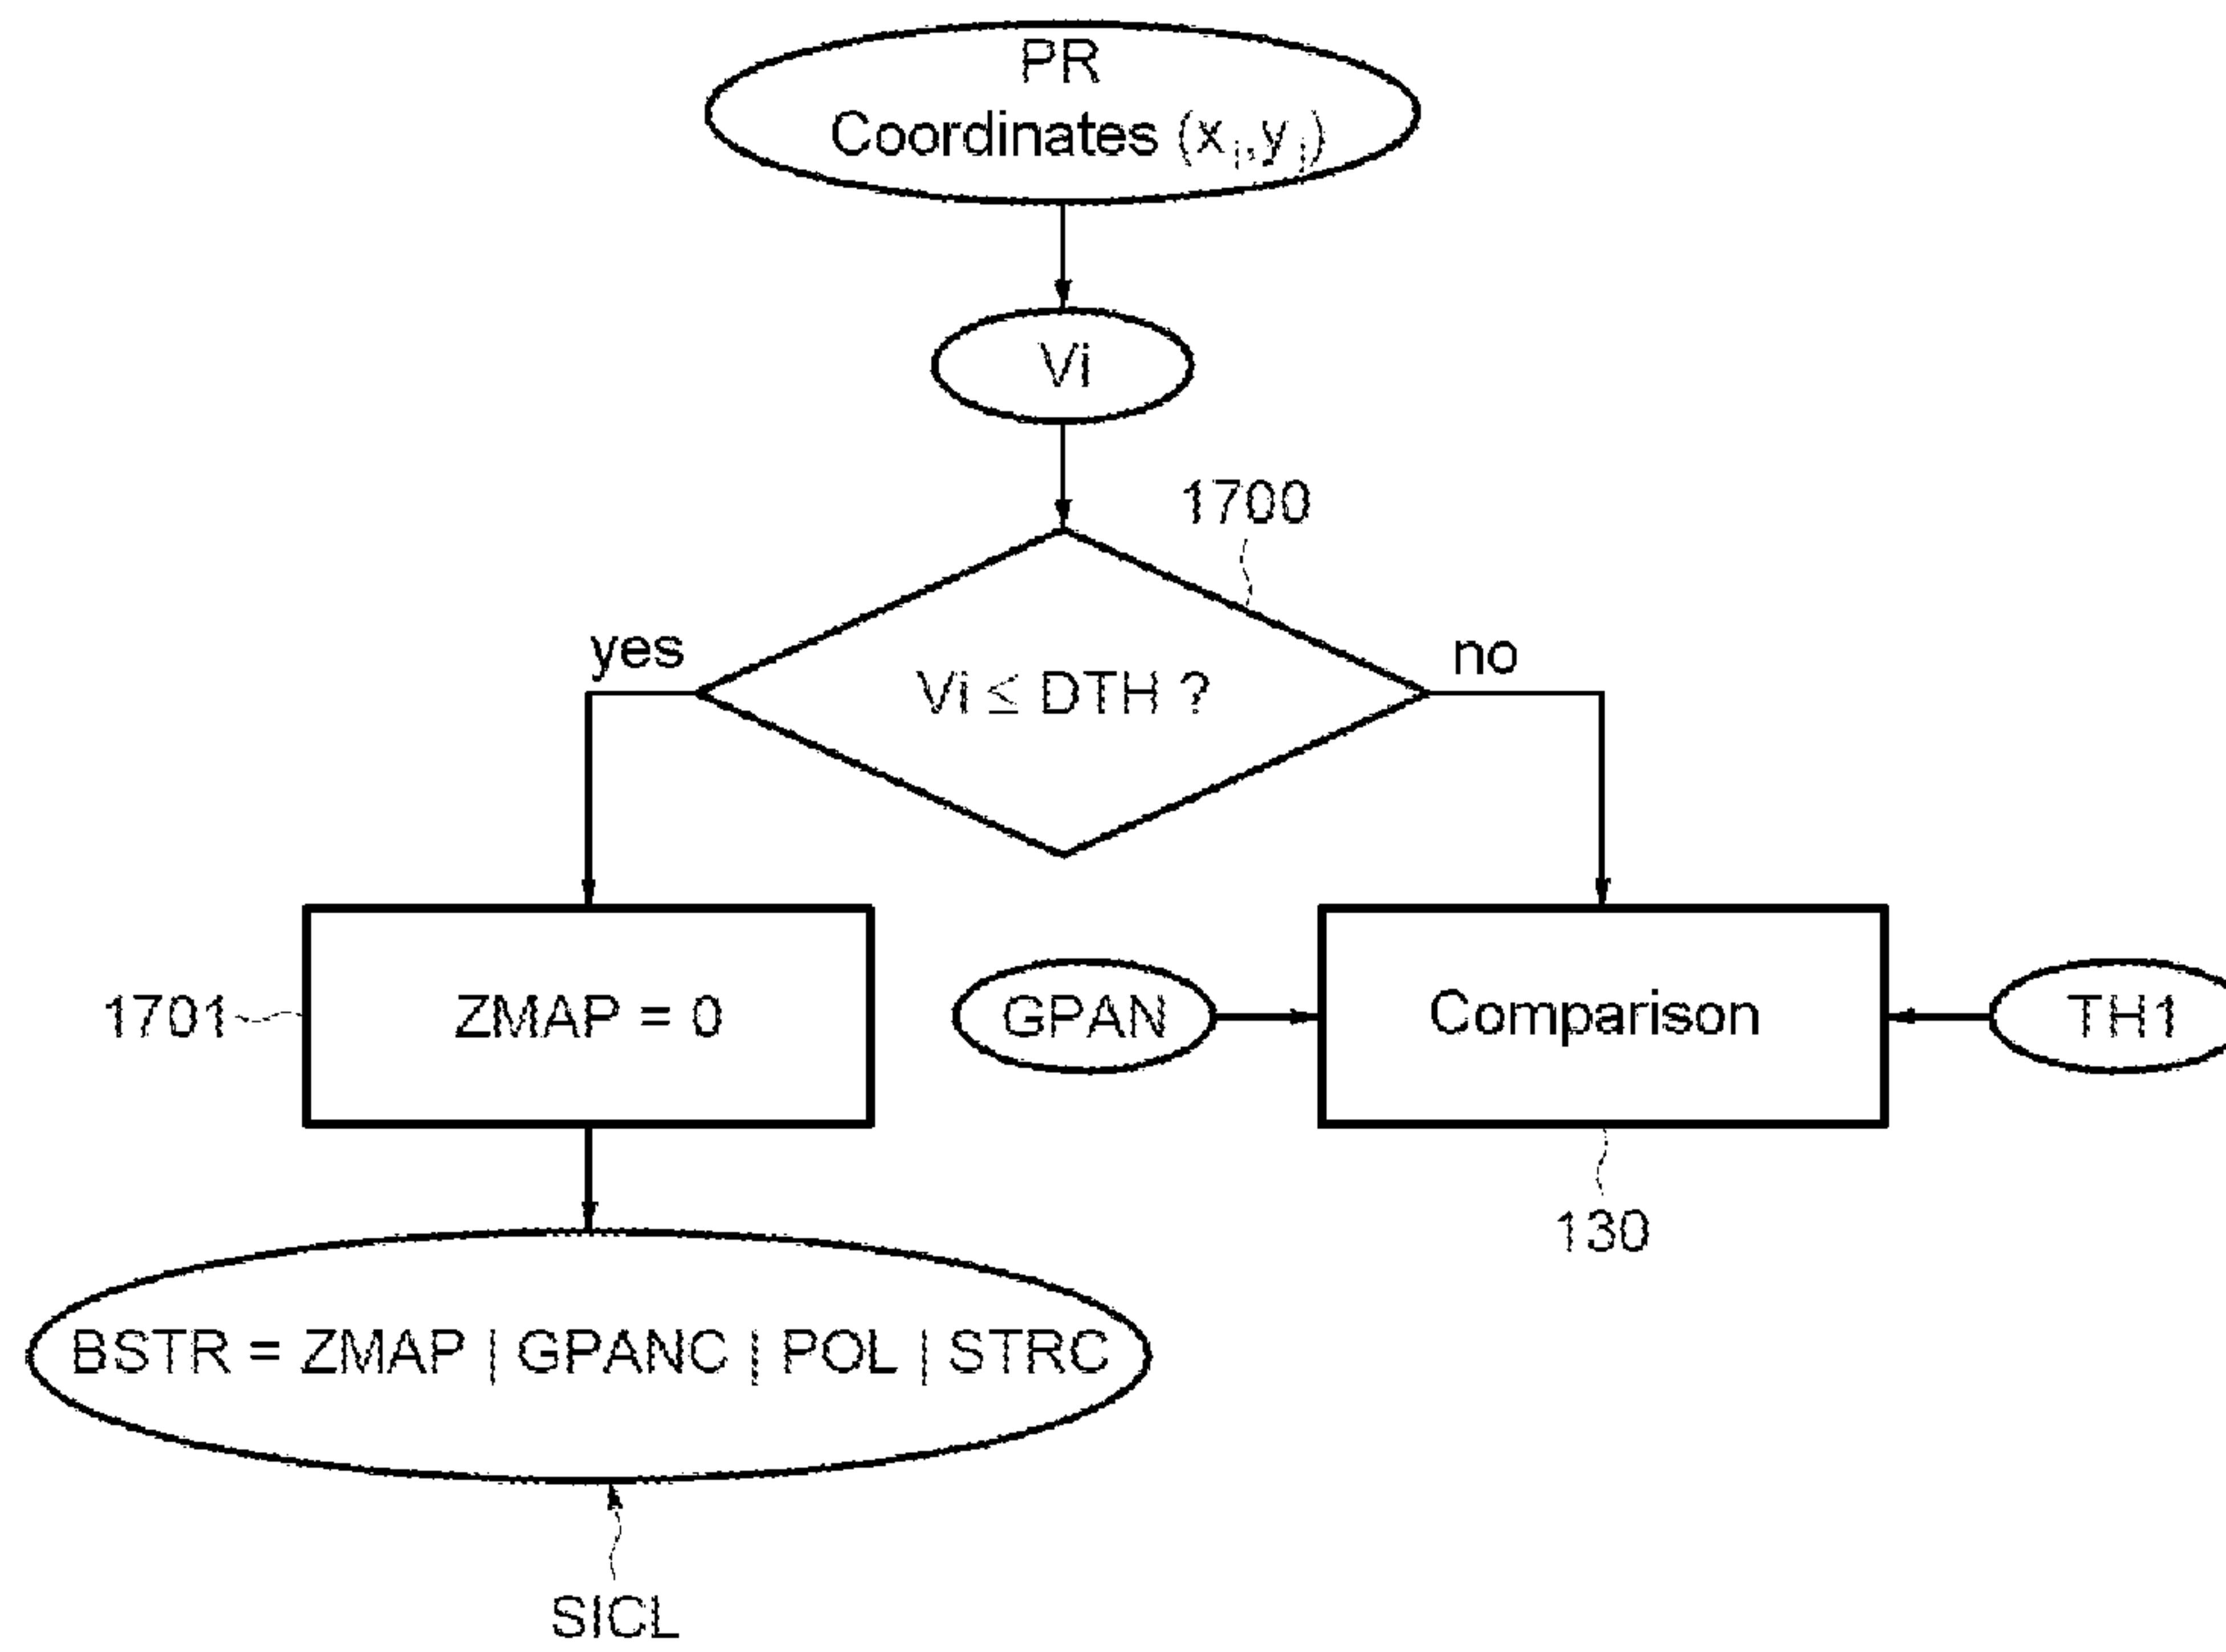 PR
Coordinates (xi,yj)
Vi
1700
yes
no
Vi ≤ DTH ?
1701
ZMAP = 0
GPAN
Comparison
TH1
130
BSTR = ZMAP | GPANC | POL | STRC
SICL